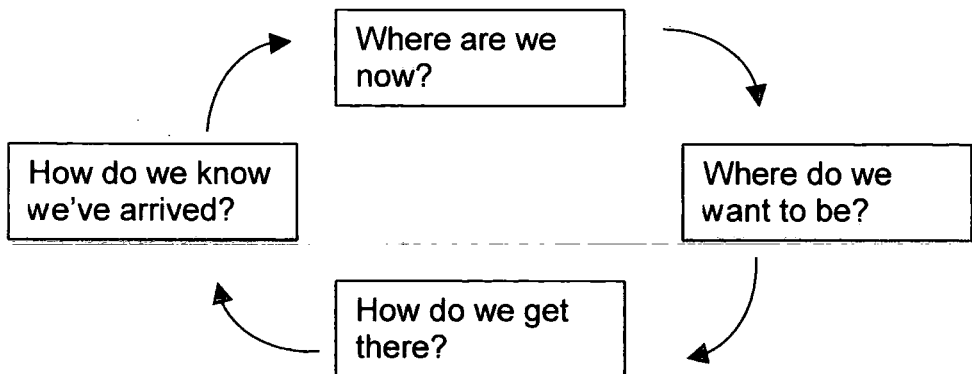 Where are we
now?
Where do we
want to be?
How do we get
there?
How do we know
we've arrived?